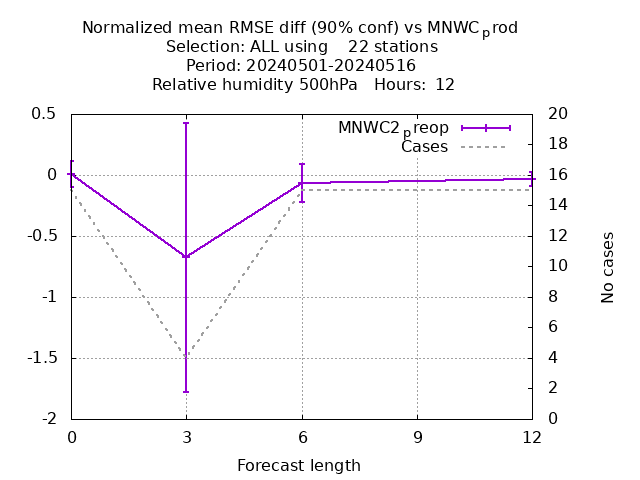 Normalized mean RMSE diff (90% conf) vs MNWCprod
Selection: ALL using 22 stations
Period: 20240501-20240516
Relative humidity 500hPa Hours: 12
MNWC2preop
Cases
0.5
0
-0.5
-1
-1.5
-2
20
18
16
14
12
10
8
6
4
2
0
No cases
0 3 6 9 12
Forecast length